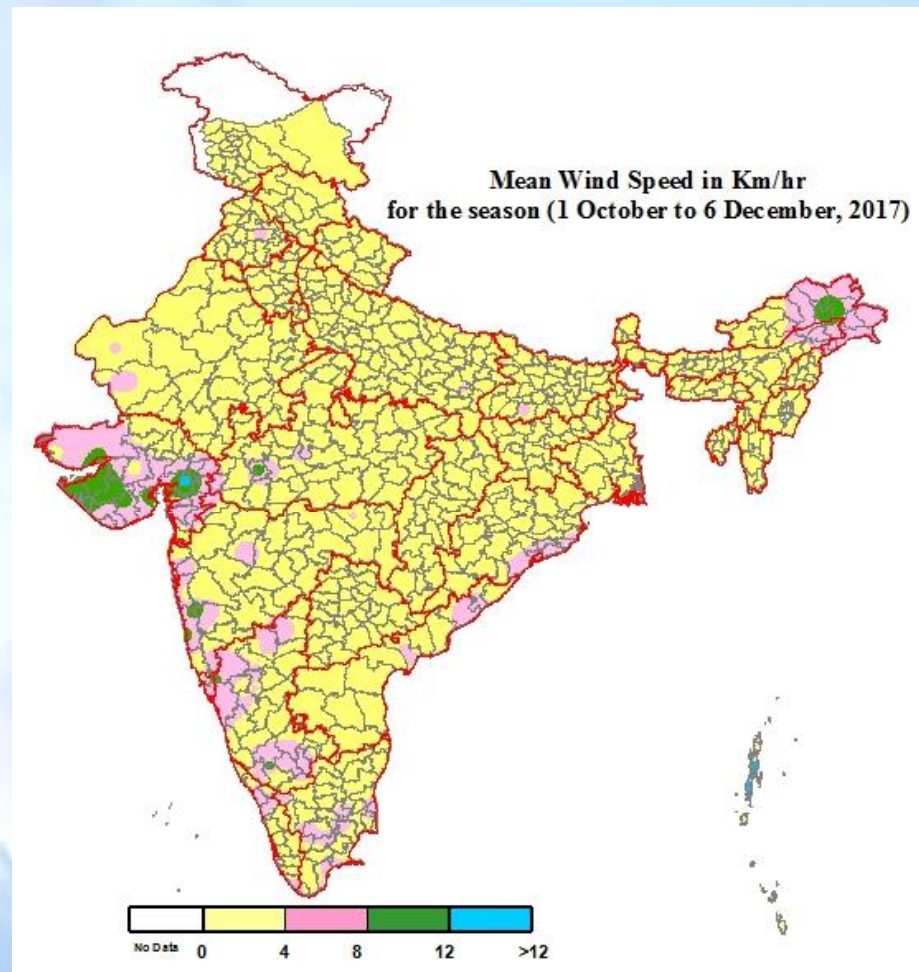 Mean Wind Speed in Km/hr
for the season (1 October to 6 December, 2017)
No Data 0 4 8 12 >12